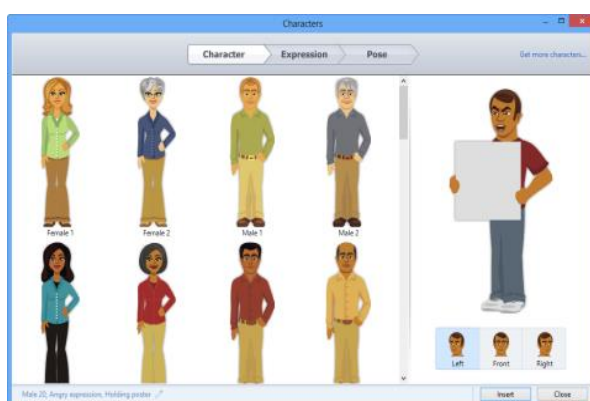 Characters
Character Expression Pose
Get more characters...
Female 1 Female 2 Male 1 Male 2
Left Front Right
Male 20, Angry expression, Holding poster
Insert Close